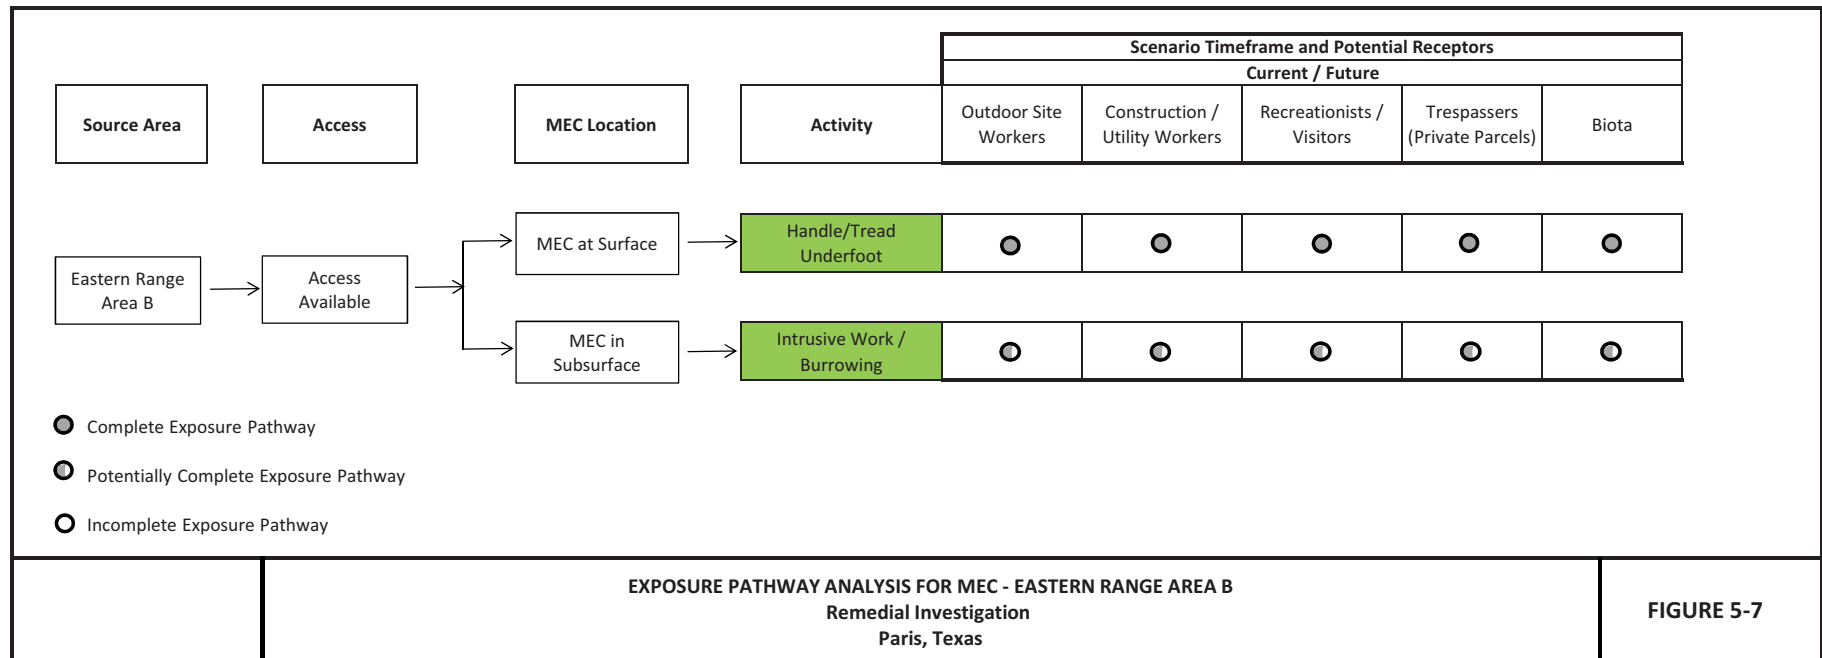 Scenario Timeframe and Potential Receptors
Current / Future
Source Area
Access
MEC Location
Activity
Outdoor Site
Workers
Construction /
Utility Workers
Recreationists /
Visitors
Trespassers
(Private Parcels)
Biota
Eastern Range
Area B
Access
Available
MEC at Surface
Handle/Tread
Underfoot
MEC in
Subsurface
Intrusive Work /
Burrowing
Complete Exposure Pathway
Potentially Complete Exposure Pathway
Incomplete Exposure Pathway
EXPOSURE PATHWAY ANALYSIS FOR MEC - EASTERN RANGE AREA B
Remedial Investigation
Paris, Texas
FIGURE 5-7